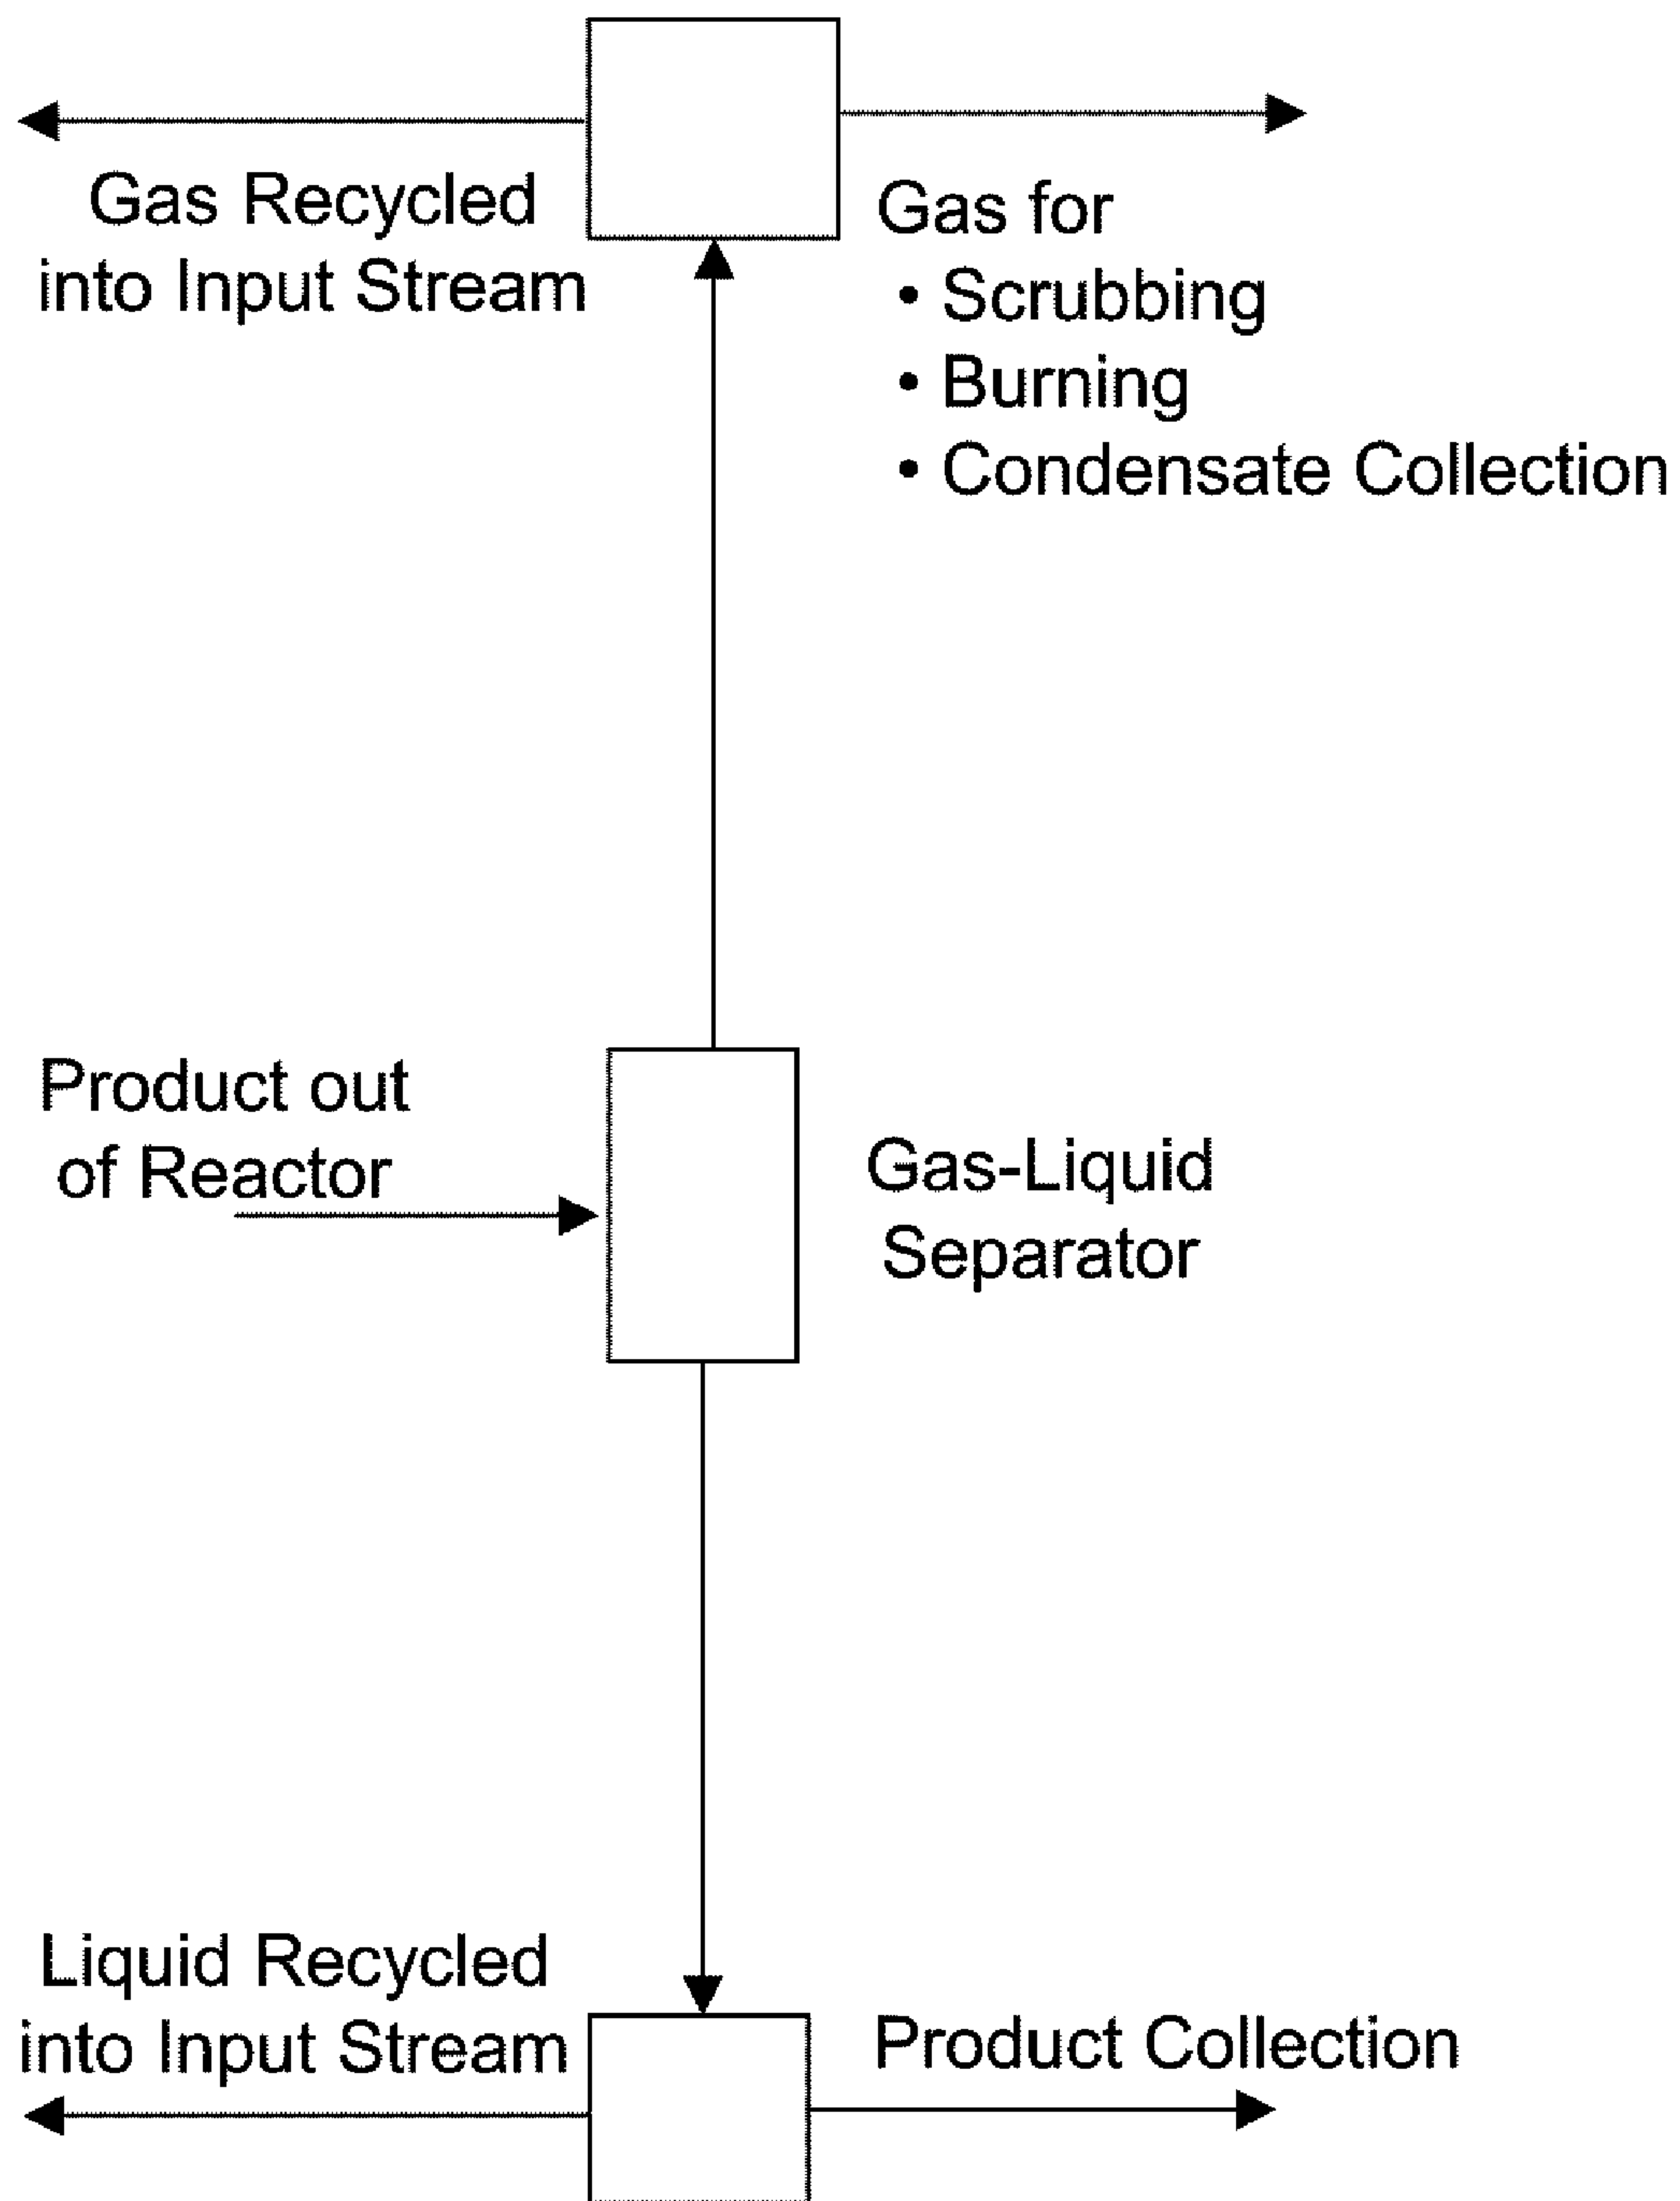 Gas Recycled
into Input Stream
Gas for
• Scrubbing
• Burning
• Condensate Collection
Product out
of Reactor
Gas-Liquid
Separator
Liquid Recycled
into Input Stream
Product Collection